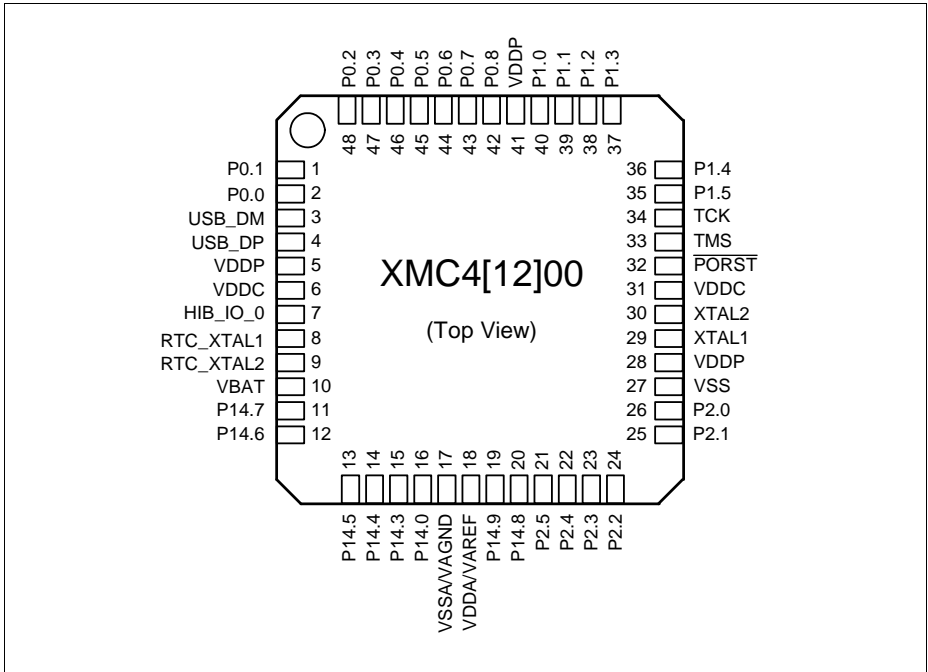 P0.2 P0.3 P0.4 P0.5 P0.6 P0.7 P0.8 VDDP P1.0 P1.1 P1.2 P1.3
48 47 46 45 44 43 42 41 40 39 38 37
P0.1 1 36 P1.4
P0.0 2 35 P1.5
USB_DM 3 34 TCK
USB_DP 4 33 TMS
VDDP 5 32 PORST
VDDC 6 31 VDDC
HIB_IO_0 7 30 XTAL2
RTC_XTAL1 8 29 XTAL1
RTC_XTAL2 9 28 VDDP
VBAT 10 27 VSS
P14.7 11 26 P2.0
P14.6 12 25 P2.1
XMC4[12]00
(Top View)
13 14 15 16 17 18 19 20 21 22 23 24
P14.5 P14.4 P14.3 P14.0 VSSA/VAGND VDDA/VAREF P14.9 P14.8 P2.5 P2.4 P2.3 P2.2